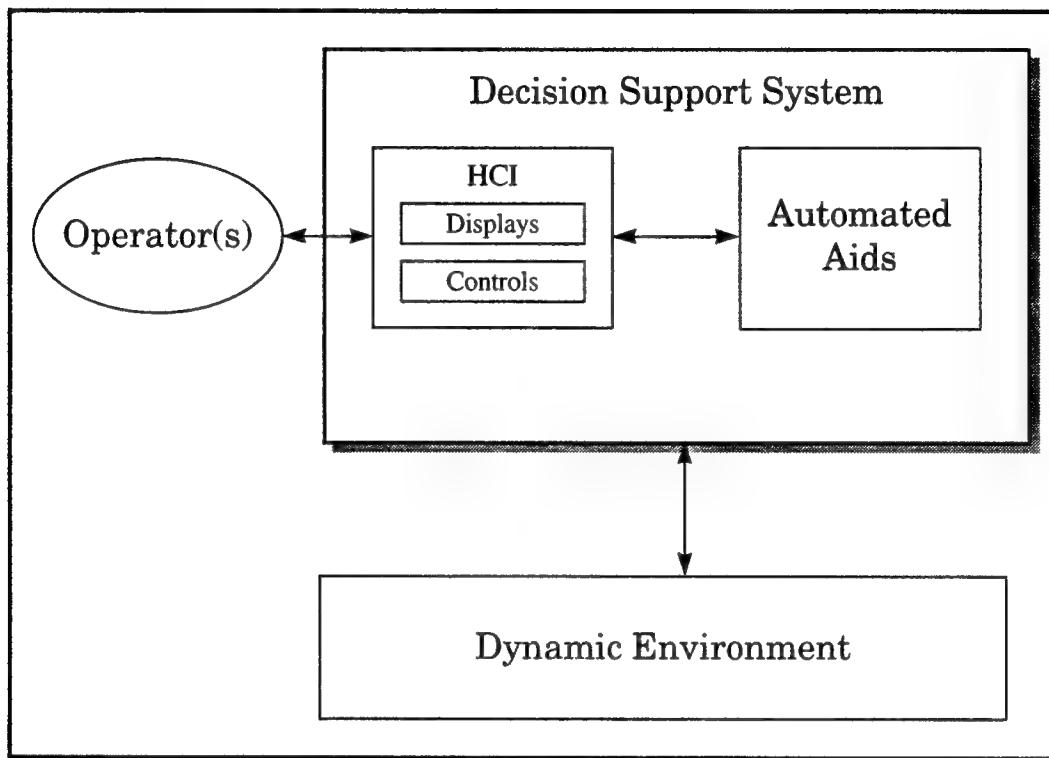 Decision Support System
Operator(s)
HCI
Displays
Controls
Automated
Aids
Dynamic Environment